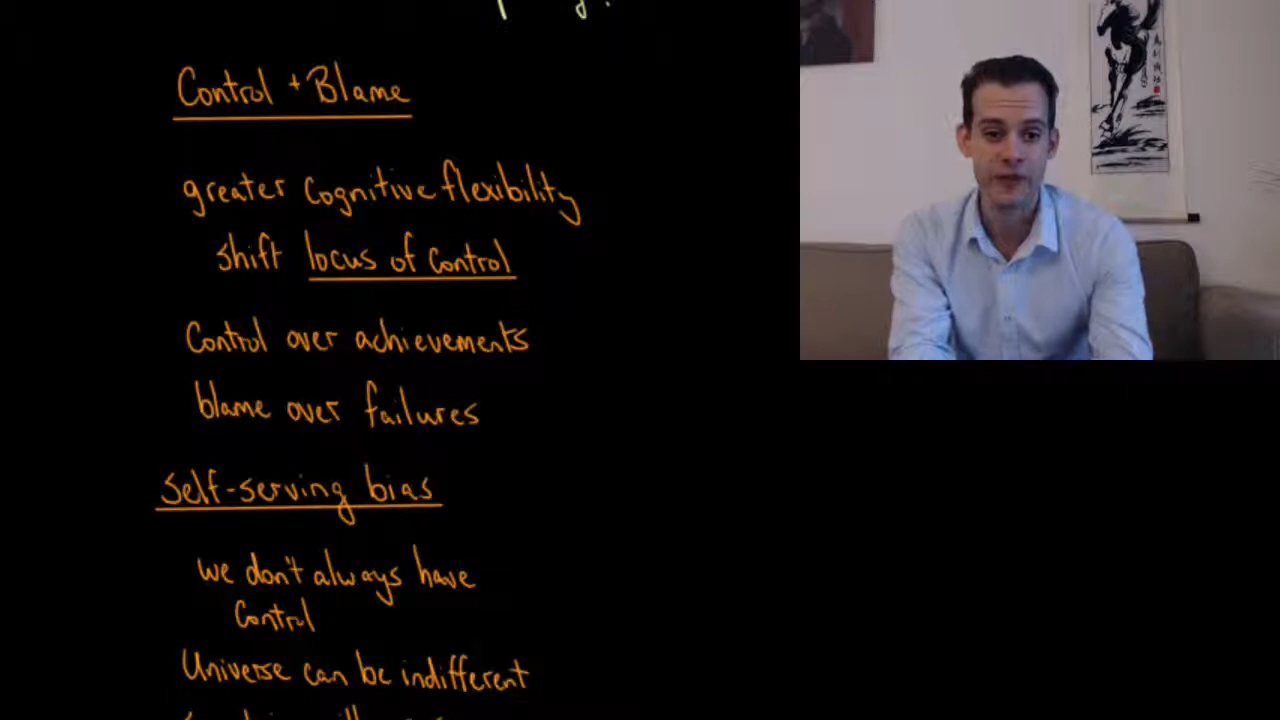 Control + Blame
greater cognitive flexibility
shift locus of control
Control over achievements
blame over failures
Self-serving bias
we don't always have
Control
Universe can be indifferent